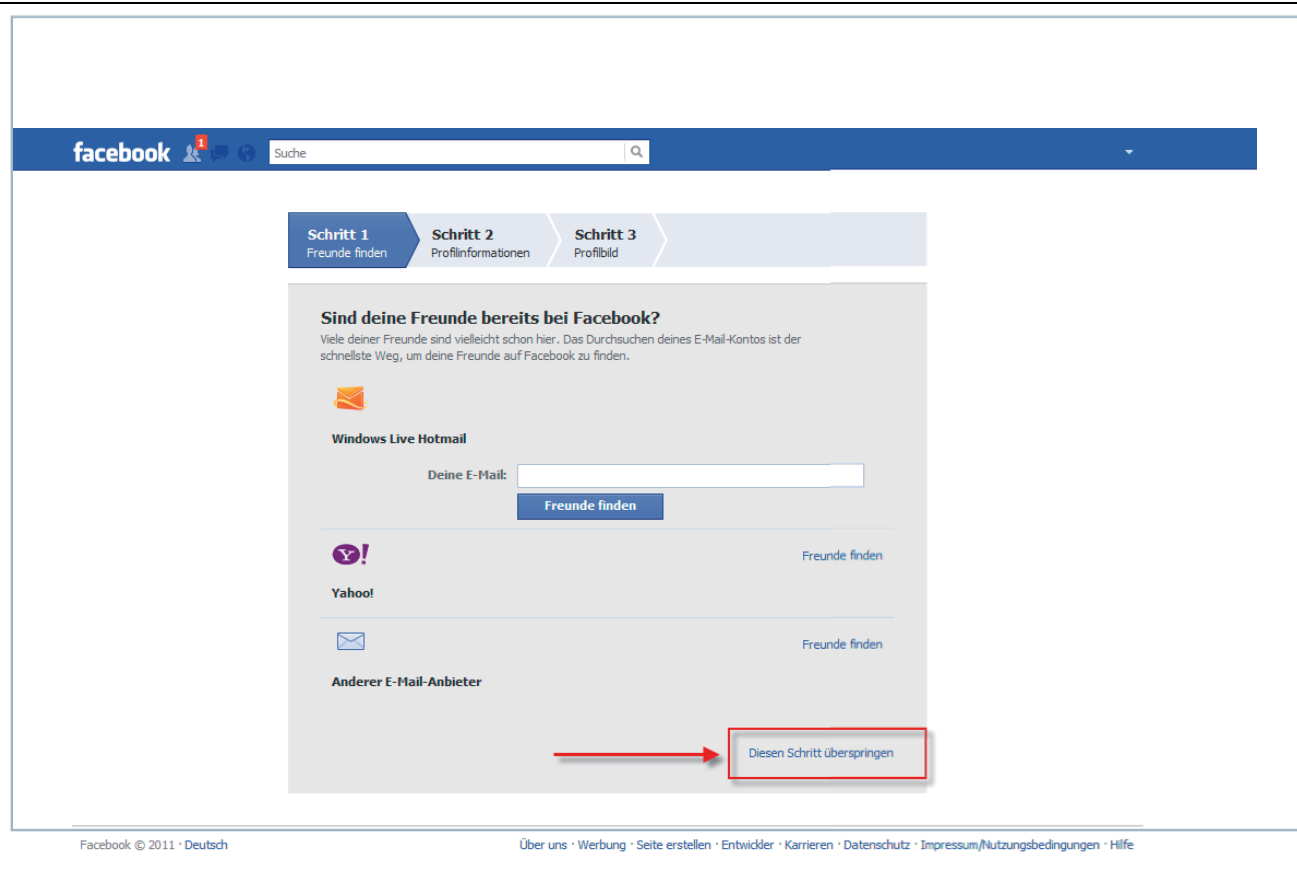 facebook 1 Suche
Schritt 1 Schritt 2 Schritt 3
Freunde finden Profilinformationen Profilbild
Sind deine Freunde bereits bei Facebook?
Viele deiner Freunde sind vielleicht schon hier. Das Durchsuchen deines E-Mail-Kontos ist der
schnellste Weg, um deine Freunde auf Facebook zu finden.
Windows Live Hotmail
Deine E-Mail:
Freunde finden
Y! Freunde finden
Yahoo!
Freunde finden
Anderer E-Mail-Anbieter
Diesen Schritt überspringen
Facebook © 2011 · Deutsch Über uns · Werbung · Seite erstellen · Entwickler · Karrieren · Datenschutz · Impressum/Nutzungsbedingungen · Hilfe